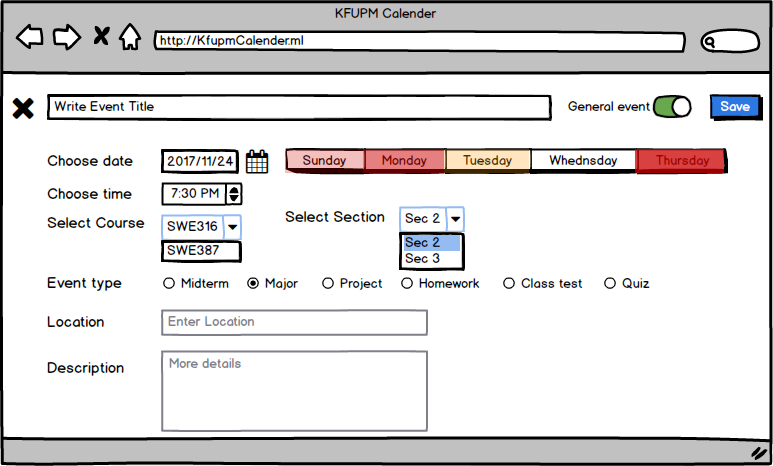 KFUPM Calender
http://KfupmCalender.ml
Write Event Title
General event
Save
Choose date 2017/11/24 Sunday Monday Tuesday Whednsday Thursday
Choose time 7:30 PM
Select Course SWE316 Select Section Sec 2
SWE387 Sec 2
Sec 3
Event type Midterm Major Project Homework Class test Quiz
Location Enter Location
Description More details